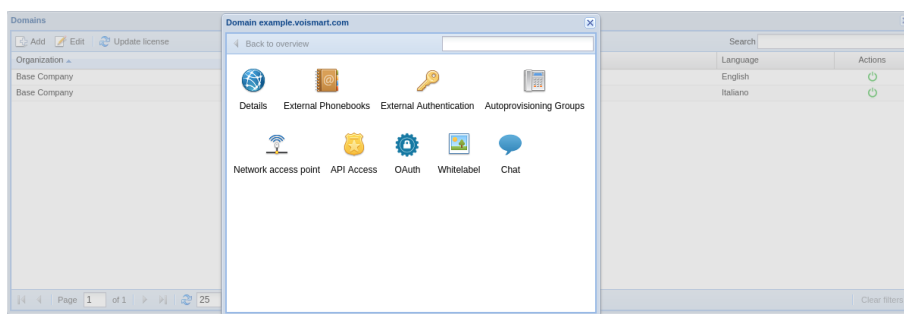 Domains
Domain example.voismart.com
Add Edit Update license
Search
Back to overview
Organization
Language Actions
Base Company
English
Base Company
Italiano
Details External Phonebooks External Authentication Autoprovisioning Groups
Network access point API Access OAuth Whitelabel Chat
Page 1 of 1 25
Clear filters